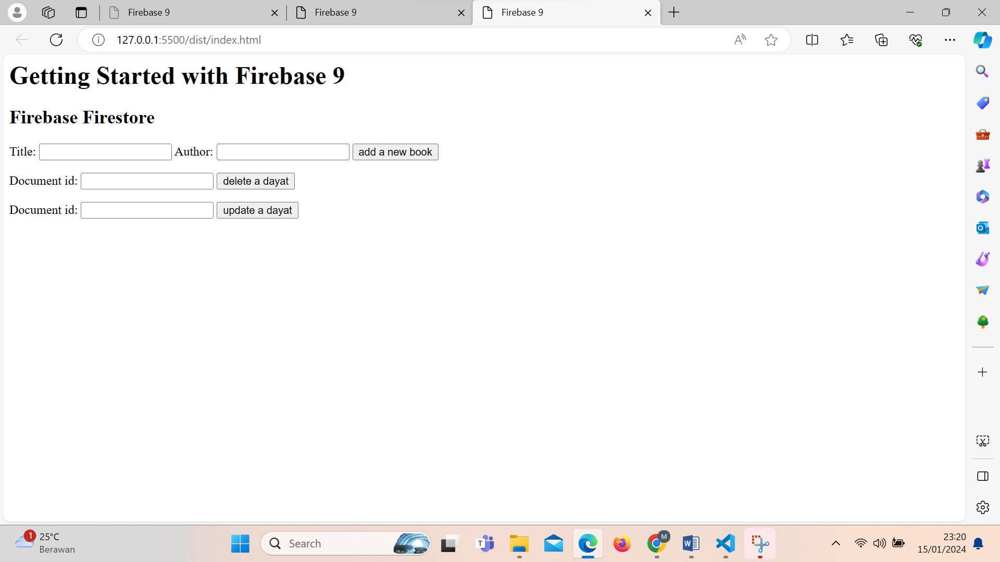 Firebase 9
Firebase 9
Firebase 9
127.0.0.1:5500/dist/index.html
Getting Started with Firebase 9
Firebase Firestore
Title: Author: add a new book
Document id: delete a dayat
Document id: update a dayat
1
25°C
Berawan
Search
M
23:20
15/01/2024